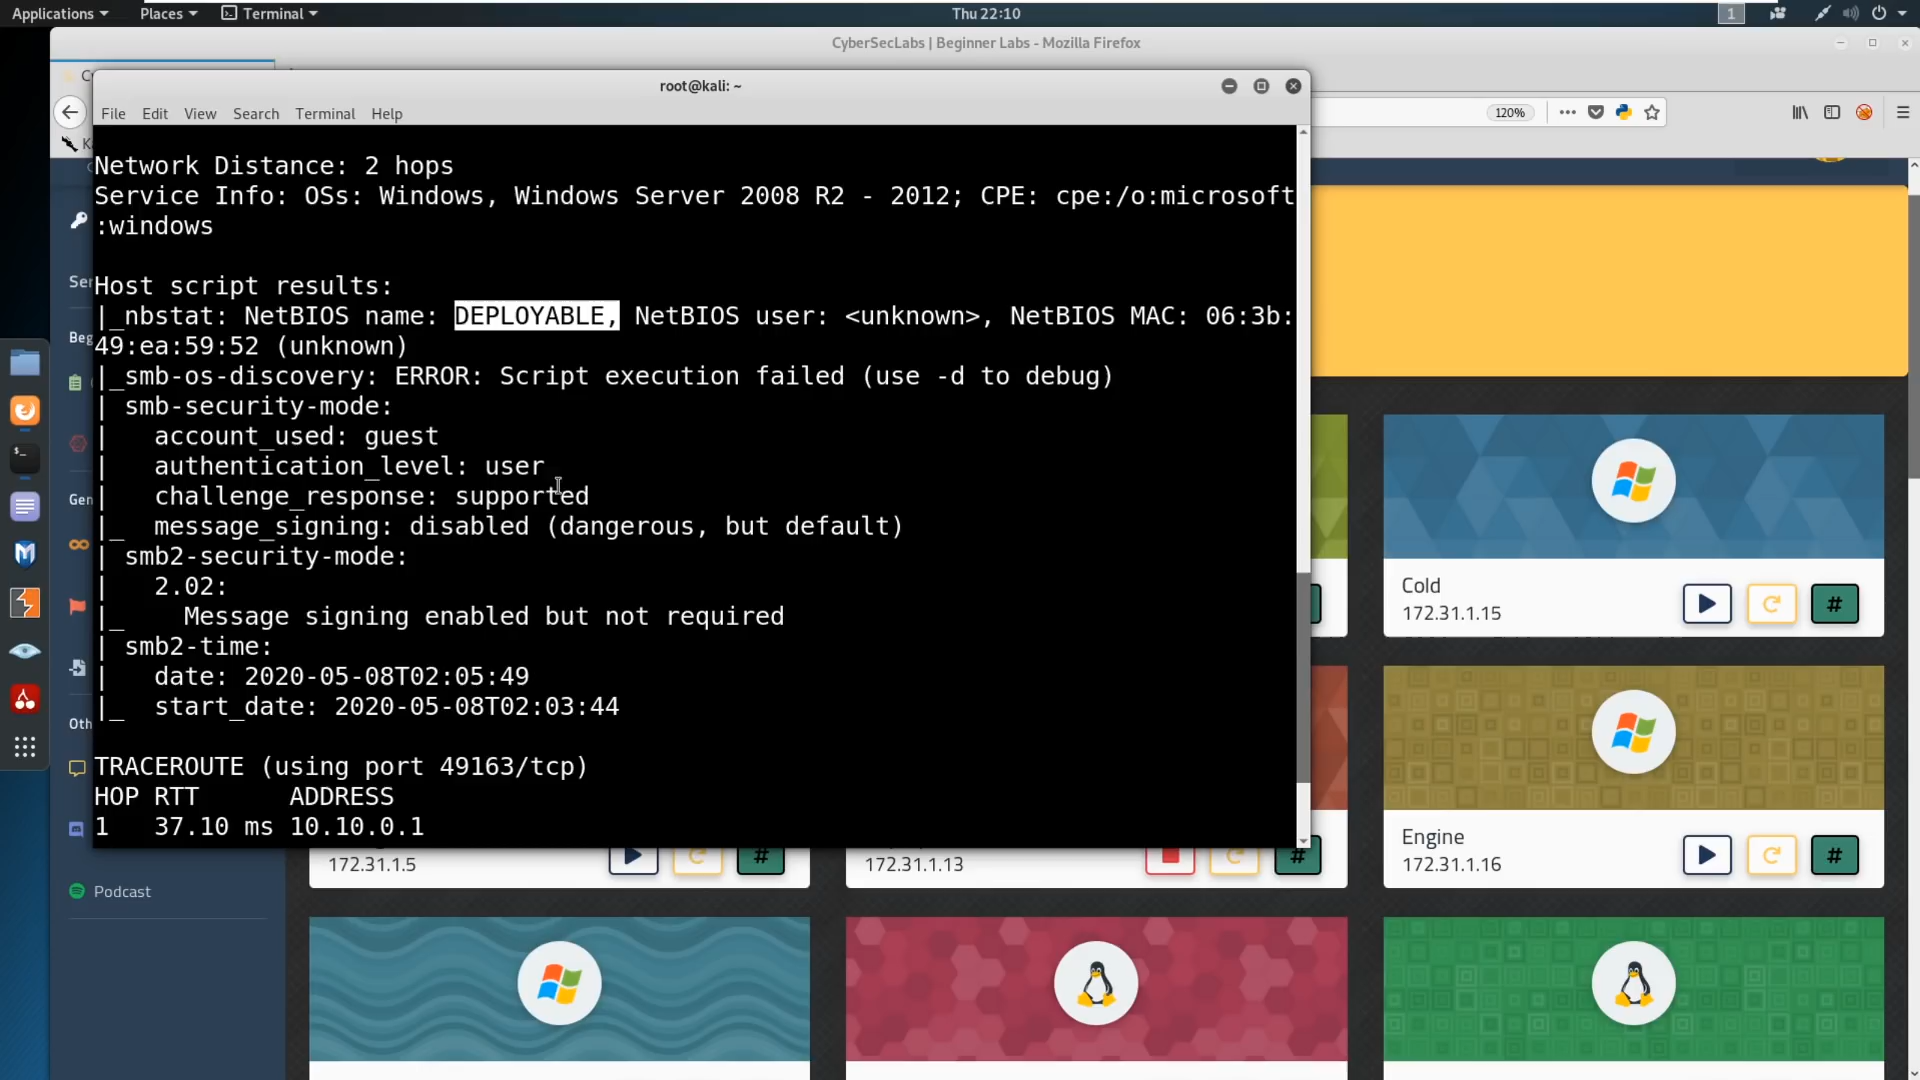 Applications
Places
Terminal
Thu 22:10
1
CyberSecLabs | Beginner Labs - Mozilla Firefox
root@kali: ~
File Edit View Search Terminal Help
120%
Network Distance: 2 hops
Service Info: OSs: Windows, Windows Server 2008 R2 - 2012; CPE: cpe:/o:microsoft
:windows
Host script results:
|_nbstat: NetBIOS name: DEPLOYABLE, NetBIOS user: <unknown>, NetBIOS MAC: 06:3b:
49:ea:59:52 (unknown)
|_smb-os-discovery: ERROR: Script execution failed (use -d to debug)
| smb-security-mode:
|   account_used: guest
|   authentication_level: user
|   challenge_response: supported
|_  message_signing: disabled (dangerous, but default)
| smb2-security-mode:
|   2.02:
|_    Message signing enabled but not required
| smb2-time:
|   date: 2020-05-08T02:05:49
|_  start_date: 2020-05-08T02:03:44
TRACEROUTE (using port 49163/tcp)
HOP RTT      ADDRESS
1   37.10 ms 10.10.0.1
Ser
Beg
Gen
Oth
Podcast
Cold
172.31.1.15
#
Engine
172.31.1.16
#
172.31.1.5
#
172.31.1.13
#